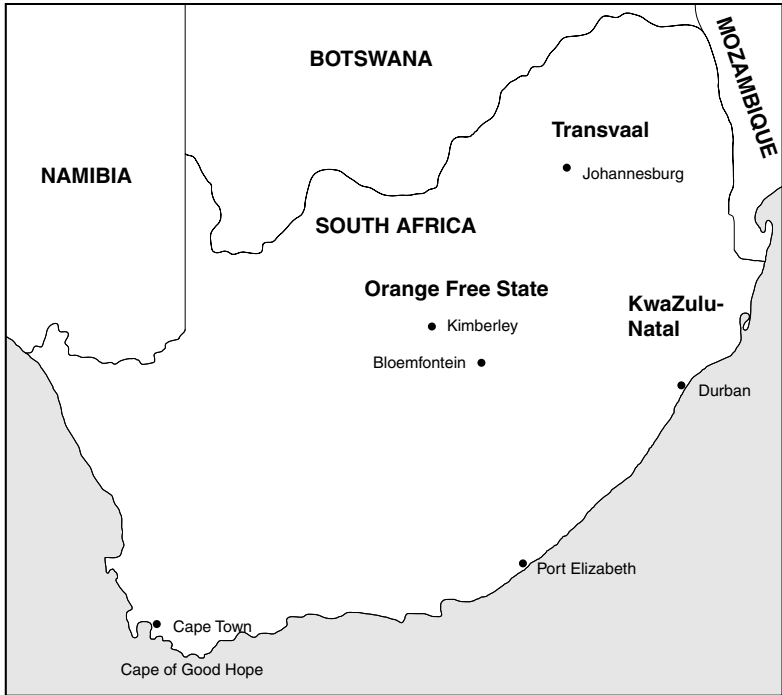 BOTSWANA
MOZAMBIQUE
Transvaal
Johannesburg
NAMIBIA
SOUTH AFRICA
Orange Free State
KwaZulu-
Natal
Kimberley
Bloemfontein
Durban
Port Elizabeth
Cape Town
Cape of Good Hope